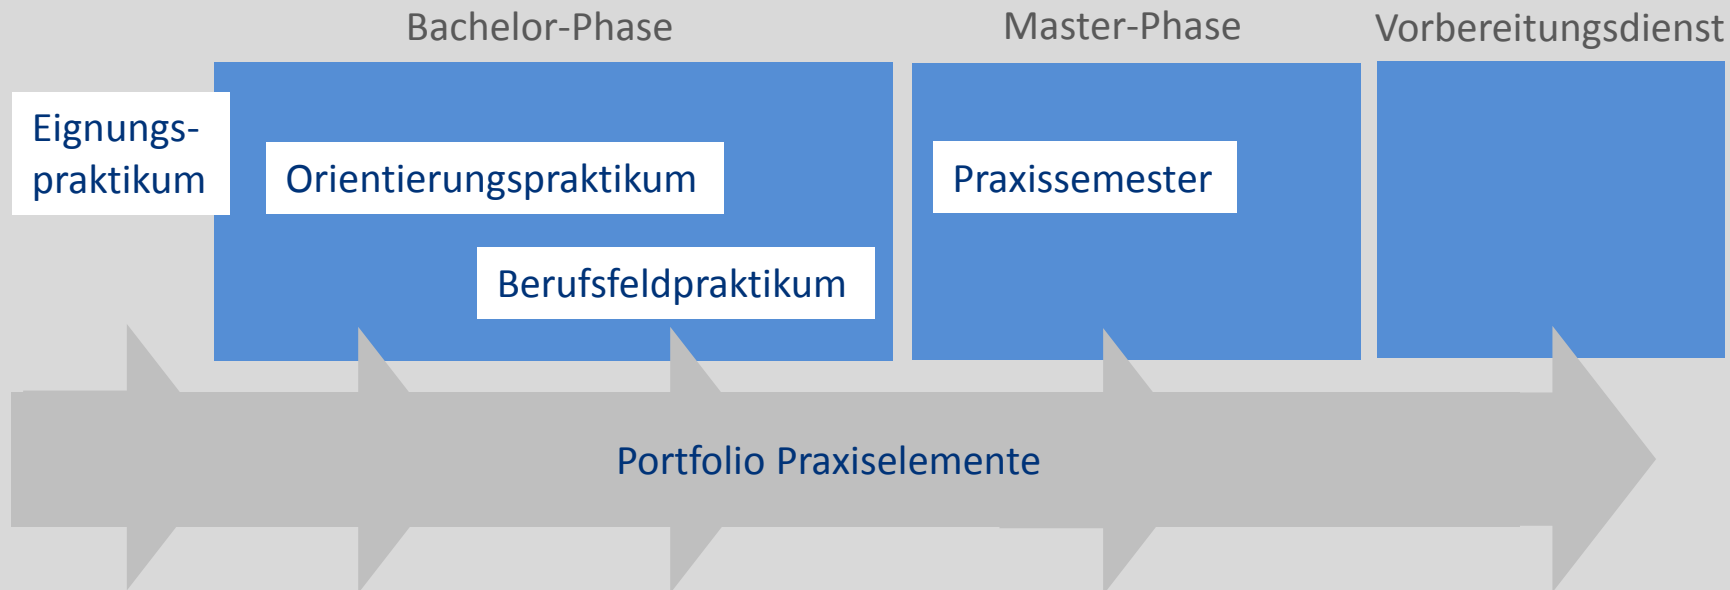 Bachelor-Phase
Master-Phase
Vorbereitungsdienst
Eignungs-
praktikum
Orientierungspraktikum
Praxissemester
Berufsfeldpraktikum
Portfolio Praxiselemente